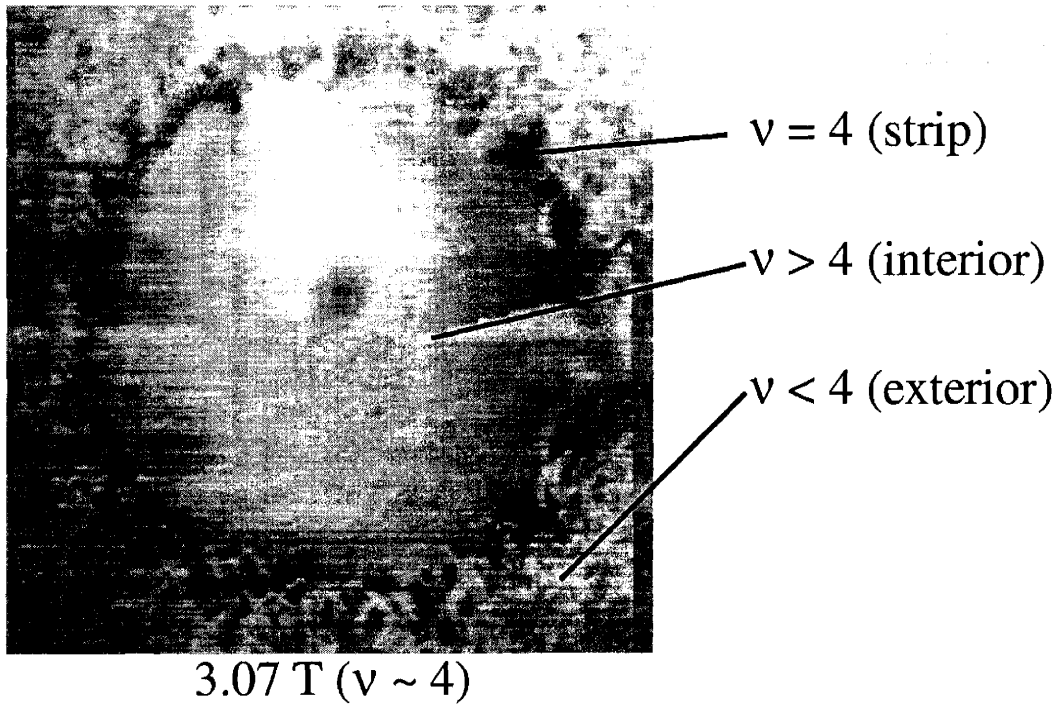 ν = 4 (strip)
ν > 4 (interior)
ν < 4 (exterior)
3.07 T (ν ~ 4)